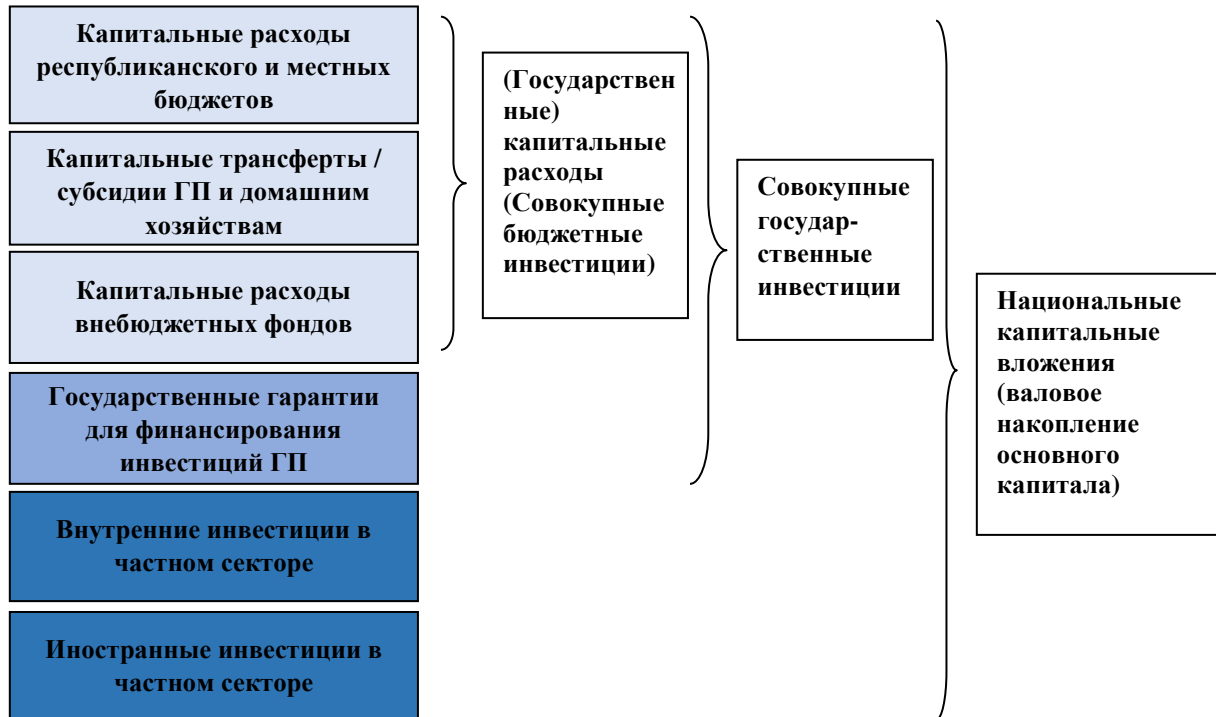 Капитальные расходы
республиканского и местных
бюджетов
Капитальные трансферты /
субсидии ГП и домашним
хозяйствам
Капитальные расходы
внебюджетных фондов
Государственные гарантии
для финансирования
инвестиций ГП
Внутренние инвестиции в
частном секторе
Иностранные инвестиции в
частном секторе
(Государствен
ные)
капитальные
расходы
(Совокупные
бюджетные
инвестиции)
Совокупные
государ-
ственные
инвестиции
Национальные
капитальные
вложения
(валовое
накопление
основного
капитала)